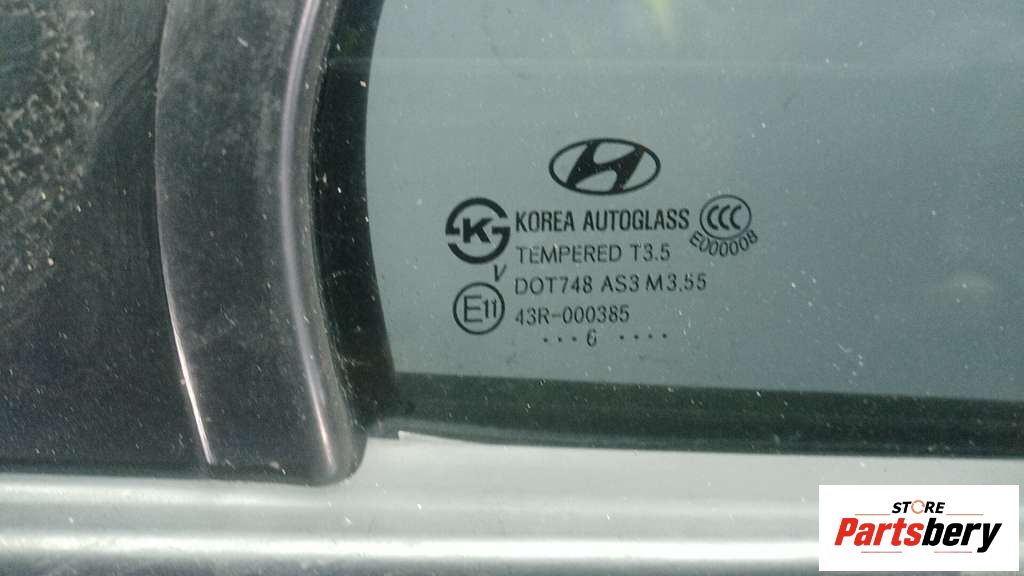 KOREA AUTOGLASS
CCC
E000008
TEMPERED T3.5
V
DOT748 AS3 M3.55
E11
43R-000385
••• 6 ••••
STORE
Partsbery